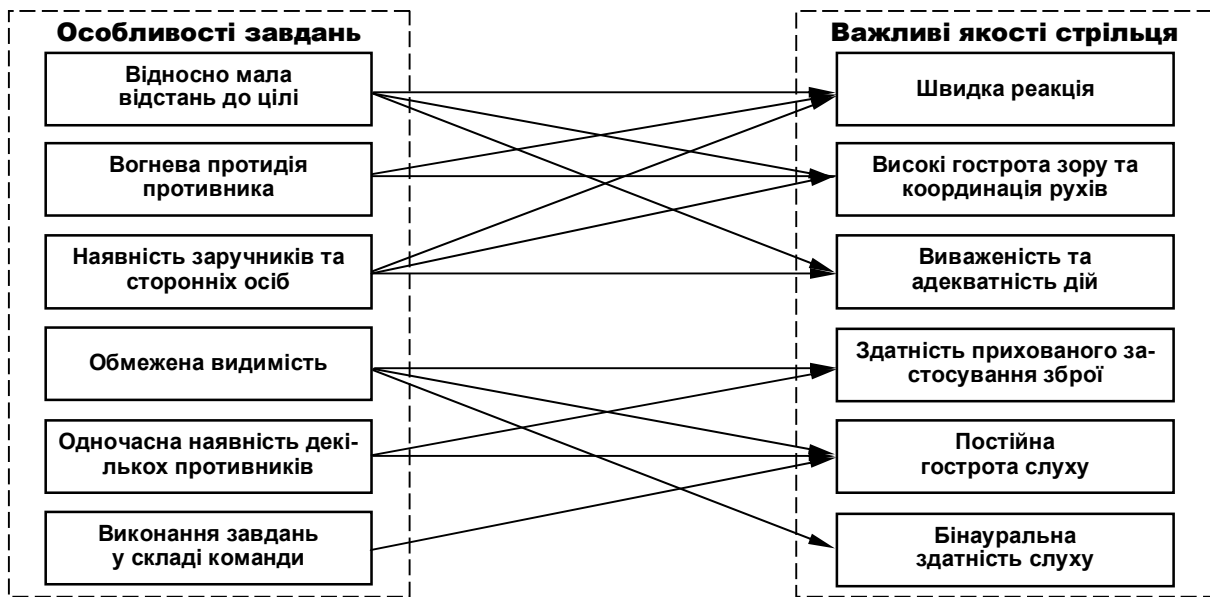 Особливості завдань
Відносно мала
відстань до цілі
Вогнева протидія
противника
Наявність заручників та
сторонніх осіб
Обмежена видимість
Одночасна наявність декі-
лькох противників
Виконання завдань
у складі команди
Важливі якості стрільця
Швидка реакція
Високі гострота зору та
координація рухів
Виваженість та
адекватність дій
Здатність прихованого за-
стосування зброї
Постійна
гострота слуху
Бінауральна
здатність слуху